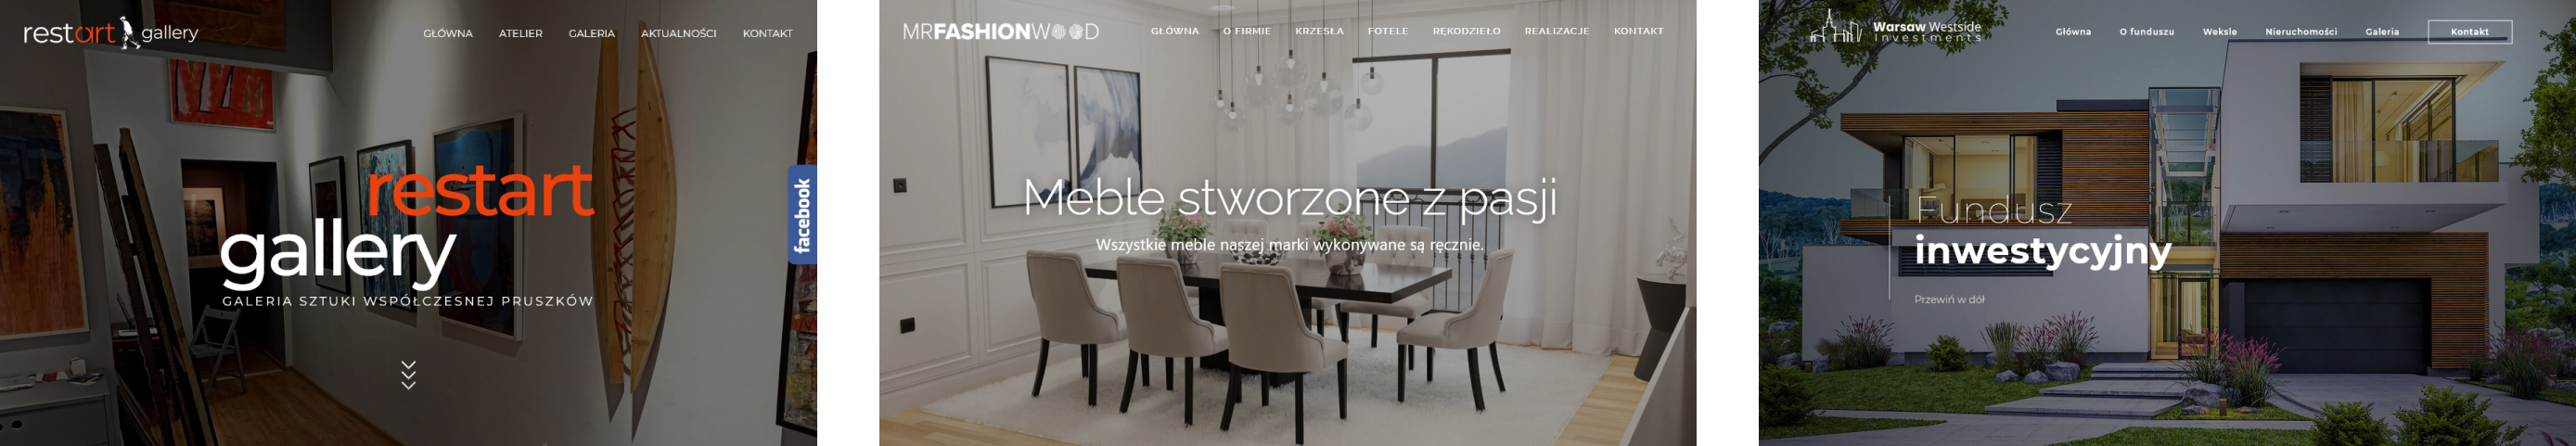 restart gallery
GŁÓWNA ATELIER GALERIA AKTUALNOŚCI KONTAKT
restart
gallery
GALERIA SZTUKI WSPÓŁCZESNEJ PRUSZKÓW
facebook
MRFASHIONWOOD
GŁÓWNA O FIRMIE KRZESŁA FOTELE RĘKODZIEŁO REALIZACJE KONTAKT
Meble stworzone z pasji
Wszystkie meble naszej marki wykonywane są ręcznie.
Warsaw Westside
Investments
Główna O funduszu Weksle Nieruchomości Galeria Kontakt
Fundusz
inwestycyjny
Przewiń w dół